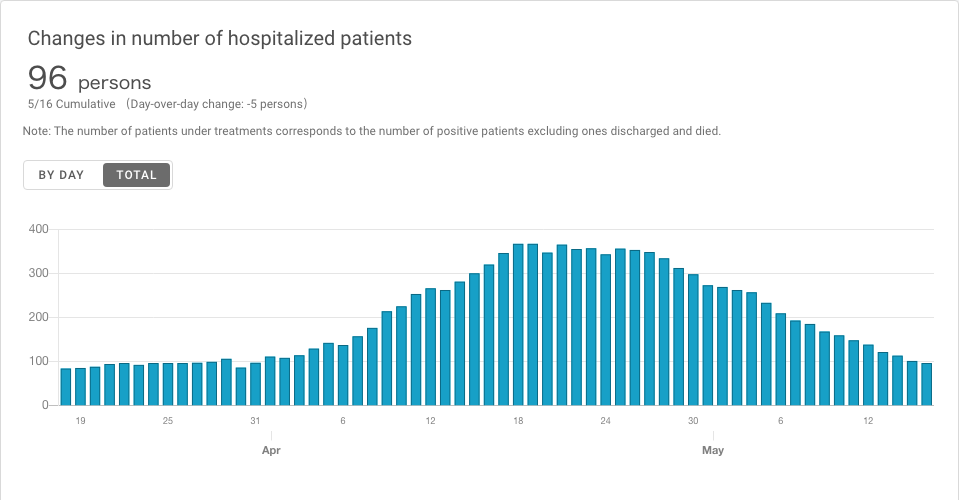 Changes in number of hospitalized patients
96 persons
5/16 Cumulative （Day-over-day change: -5 persons）
Note: The number of patients under treatments corresponds to the number of positive patients excluding ones discharged and died.
BY DAY TOTAL
400
300
200
100
0
19 25 31 6 12 18 24 30 6 12
Apr May